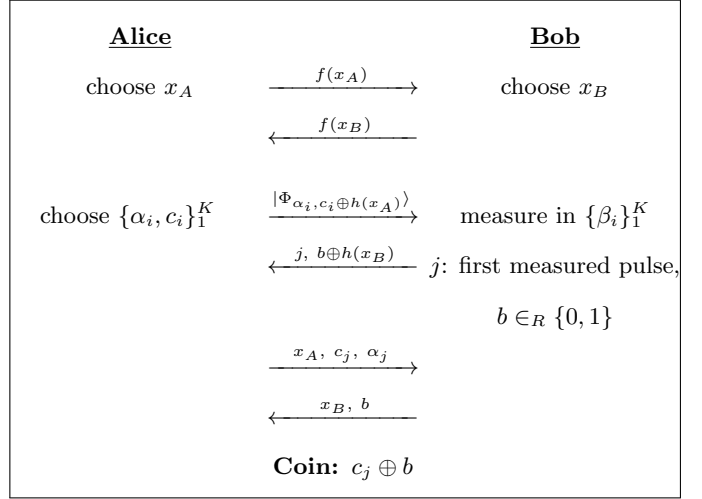 Alice Bob
choose x_A f(x_A) choose x_B
f(x_B)
choose {α_i, c_i}_1^K |Φ_{α_i,c_i⊕h(x_A)}⟩ measure in {β_i}_1^K
j, b⊕h(x_B) j: first measured pulse,
b ∈_R {0, 1}
x_A, c_j, α_j
x_B, b
Coin: c_j ⊕ b